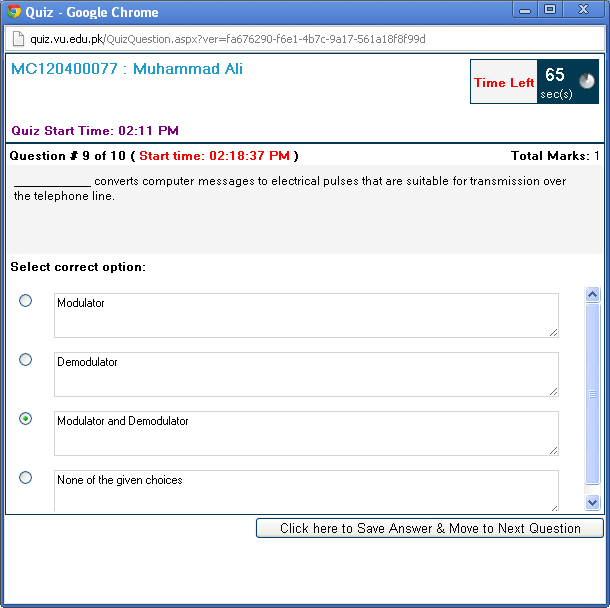 Quiz - Google Chrome
quiz.vu.edu.pk/QuizQuestion.aspx?ver=fa676290-f6e1-4b7c-9a17-561a18f8f99d
MC120400077 : Muhammad Ali
Time Left 65
sec(s)
Quiz Start Time: 02:11 PM
Question # 9 of 10 ( Start time: 02:18:37 PM ) Total Marks: 1
____________ converts computer messages to electrical pulses that are suitable for transmission over
the telephone line.
Select correct option:
Modulator
Demodulator
Modulator and Demodulator
None of the given choices
Click here to Save Answer & Move to Next Question